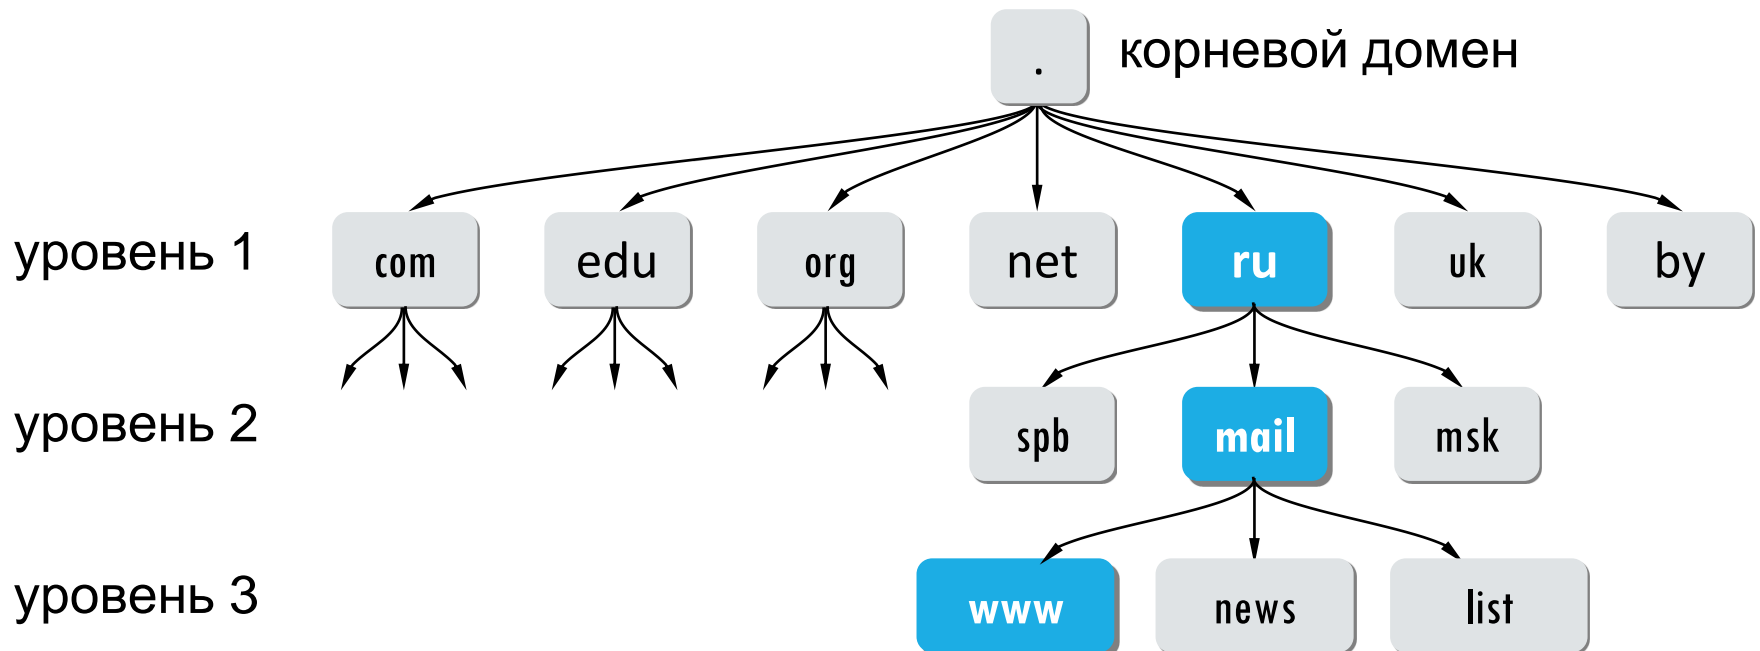 . корневой домен
уровень 1 com edu org net ru uk by
уровень 2 spb mail msk
уровень 3 www news list